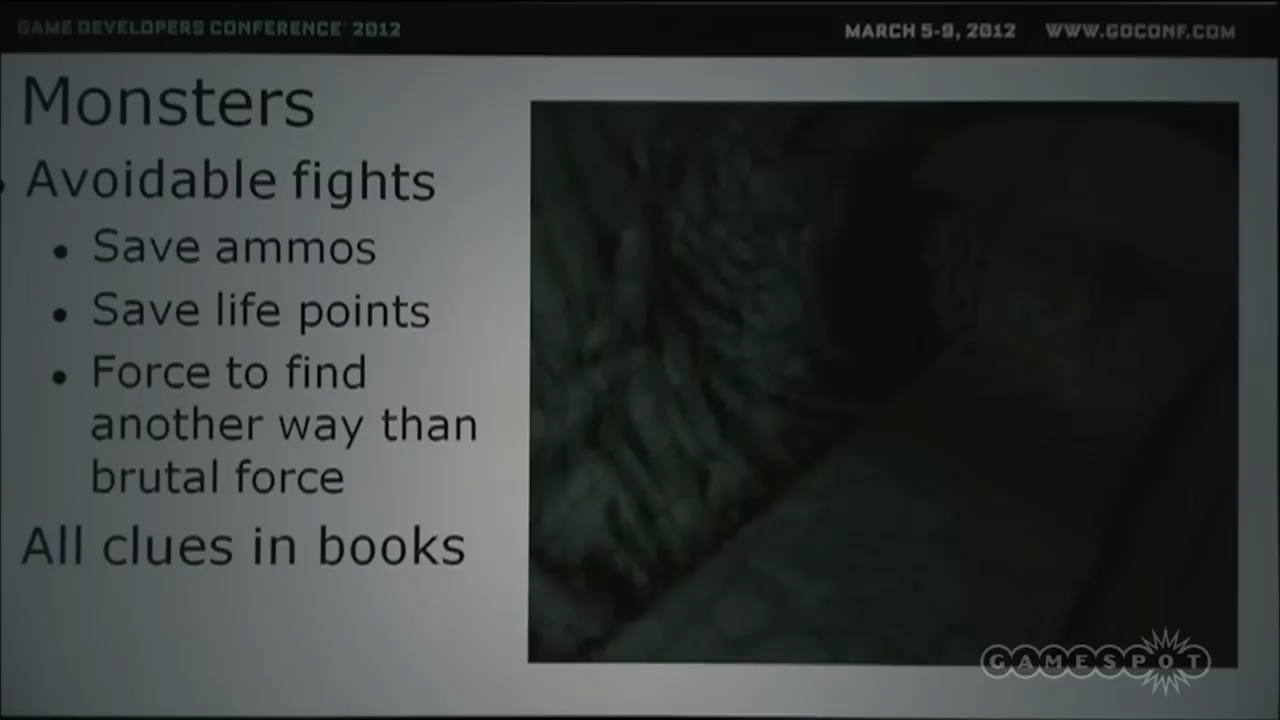 GAME DEVELOPERS CONFERENCE 2012
MARCH 5-9, 2012 WWW.GDCONF.COM
Monsters
Avoidable fights
• Save ammos
• Save life points
• Force to find
another way than
brutal force
All clues in books
GAMESPOT